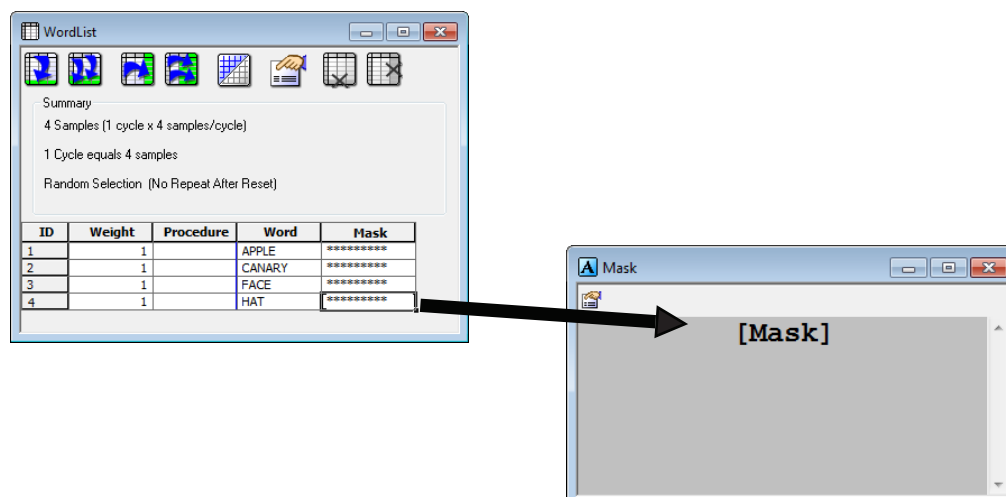 WordList
Summary
4 Samples (1 cycle x 4 samples/cycle)
1 Cycle equals 4 samples
Random Selection (No Repeat After Reset)
ID Weight Procedure Word Mask
1 1 APPLE *********
2 1 CANARY *********
3 1 FACE *********
4 1 HAT *********
A Mask
[Mask]